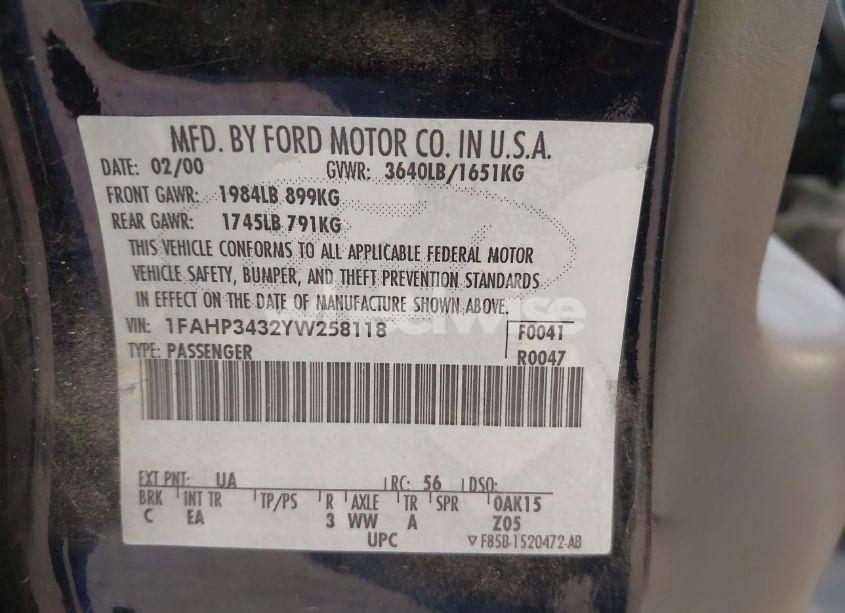 MFD. BY FORD MOTOR CO. IN U.S.A.
DATE: 02/00 GVWR: 3640LB/1651KG
FRONT GAWR: 1984LB 899KG
REAR GAWR: 1745LB 791KG
THIS VEHICLE CONFORMS TO ALL APPLICABLE FEDERAL MOTOR
VEHICLE SAFETY, BUMPER, AND THEFT PREVENTION STANDARDS
IN EFFECT ON THE DATE OF MANUFACTURE SHOWN ABOVE.
VIN: 1FAHP3432YW258118 F0041
TYPE: PASSENGER R0047
EXT PNT: UA RC: 56 DSO:
BRK INT TR TP/PS R AXLE TR SPR 0AK15
C EA 3 WW A Z05
UPC ▽ F85B-1520472-AB